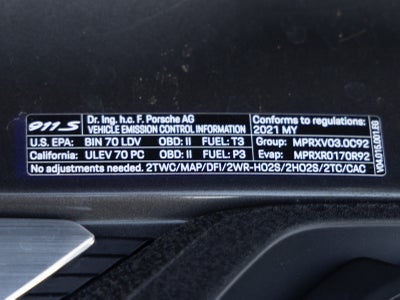 911 S
Dr. Ing. h.c. F. Porsche AG
VEHICLE EMISSION CONTROL INFORMATION
Conforms to regulations:
2021 MY
U.S. EPA: BIN 70 LDV OBD: II FUEL: T3
Group: MPRXV03.0C92
California: ULEV 70 PC OBD: II FUEL: P3
Evap: MPRXR0170R92
No adjustments needed. 2TWC/MAP/DFI/2WR-HO2S/2HO2S/2TC/CAC